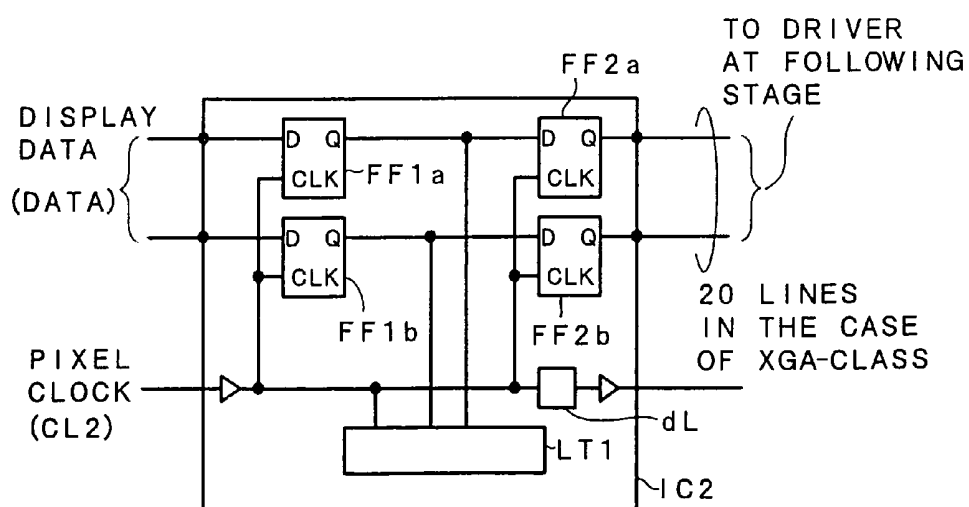 DISPLAY
DATA
(DATA)
PIXEL
CLOCK
(CL2)
D Q
CLK
FF1a
D Q
CLK
FF1b
FF2a
D Q
CLK
D Q
CLK
FF2b
dL
LT1
IC2
TO DRIVER
AT FOLLOWING
STAGE
20 LINES
IN THE CASE
OF XGA-CLASS